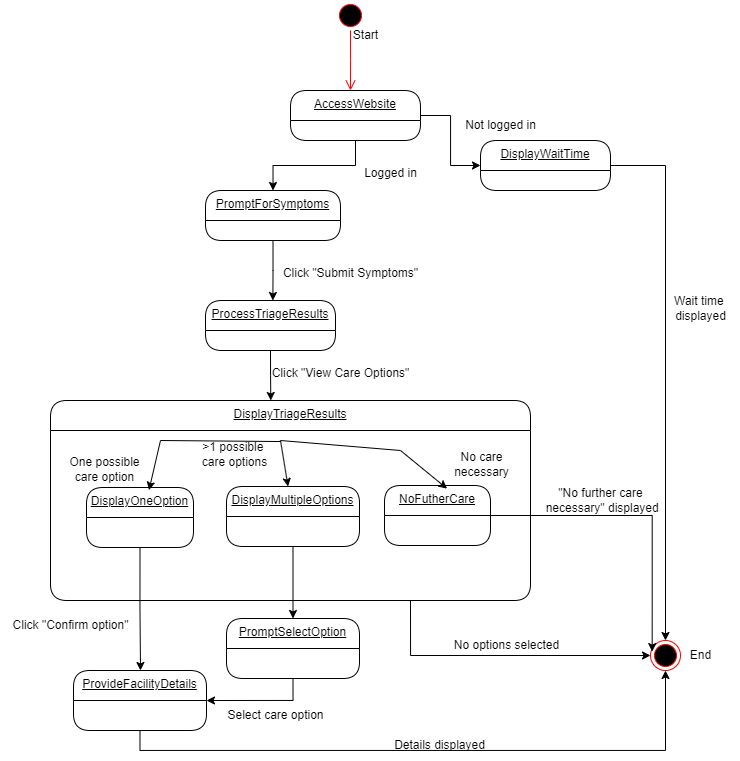 Start
AccessWebsite
Not logged in
DisplayWaitTime
Logged in
PromptForSymptoms
Click "Submit Symptoms"
Wait time
displayed
ProcessTriageResults
Click "View Care Options"
DisplayTriageResults
One possible
care option
>1 possible
care options
No care
necessary
DisplayOneOption
DisplayMultipleOptions
NoFutherCare
"No further care
necessary" displayed
Click "Confirm option"
PromptSelectOption
No options selected
End
ProvideFacilityDetails
Select care option
Details displayed